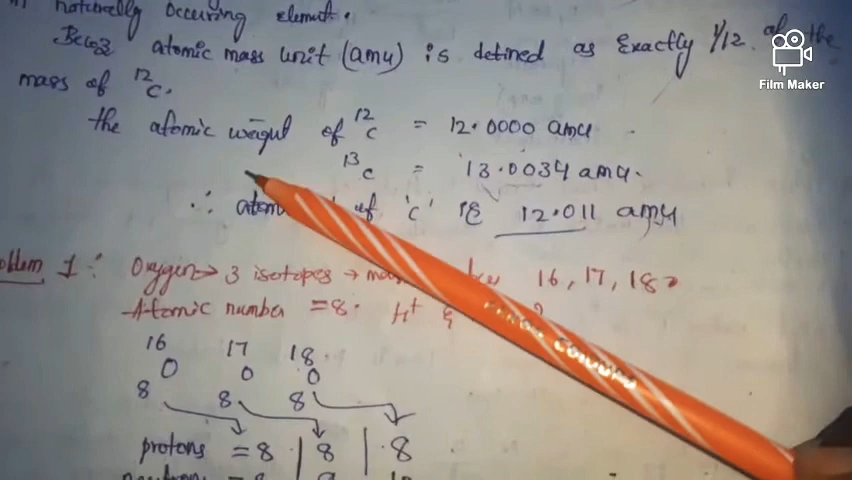 naturally occuring element.
atomic mass unit (amu) is defined as Exactly 1/12 of the
mass of ¹²C.
Film Maker
the atomic weight of ¹²C = 12.0000 amu
¹³C = 13.0034 amu.
∴ of 'C' is 12.011 amu
1: Oxygen → 3 isotopes → 16, 17, 18
Atomic number = 8. H⁺ &
16 17 18
O O O
8 8 8
protons = 8 | 8 | 8